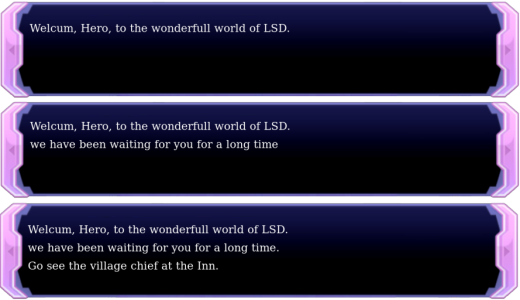 Welcum, Hero, to the wonderfull world of LSD.
Welcum, Hero, to the wonderfull world of LSD.
we have been waiting for you for a long time
Welcum, Hero, to the wonderfull world of LSD.
we have been waiting for you for a long time.
Go see the village chief at the Inn.